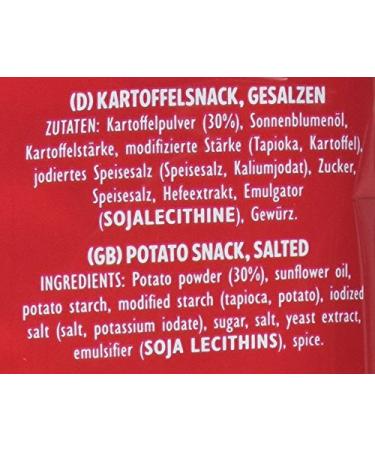 (D) KARTOFFELSNACK, GESALZEN
ZUTATEN: Kartoffelpulver (30%), Sonnenblumenöl,
Kartoffelstärke, modifizierte Stärke (Tapioka, Kartoffel),
jodiertes Speisesalz (Speisesalz, Kaliumjodat), Zucker,
Speisesalz, Hefeextrakt, Emulgator
(SOJALECITHINE), Gewürz.
(GB) POTATO SNACK, SALTED
INGREDIENTS: Potato powder (30%), sunflower oil,
potato starch, modified starch (tapioca, potato), iodized
salt (salt, potassium iodate), sugar, salt, yeast extract,
emulsifier (SOJA LECITHINS), spice.